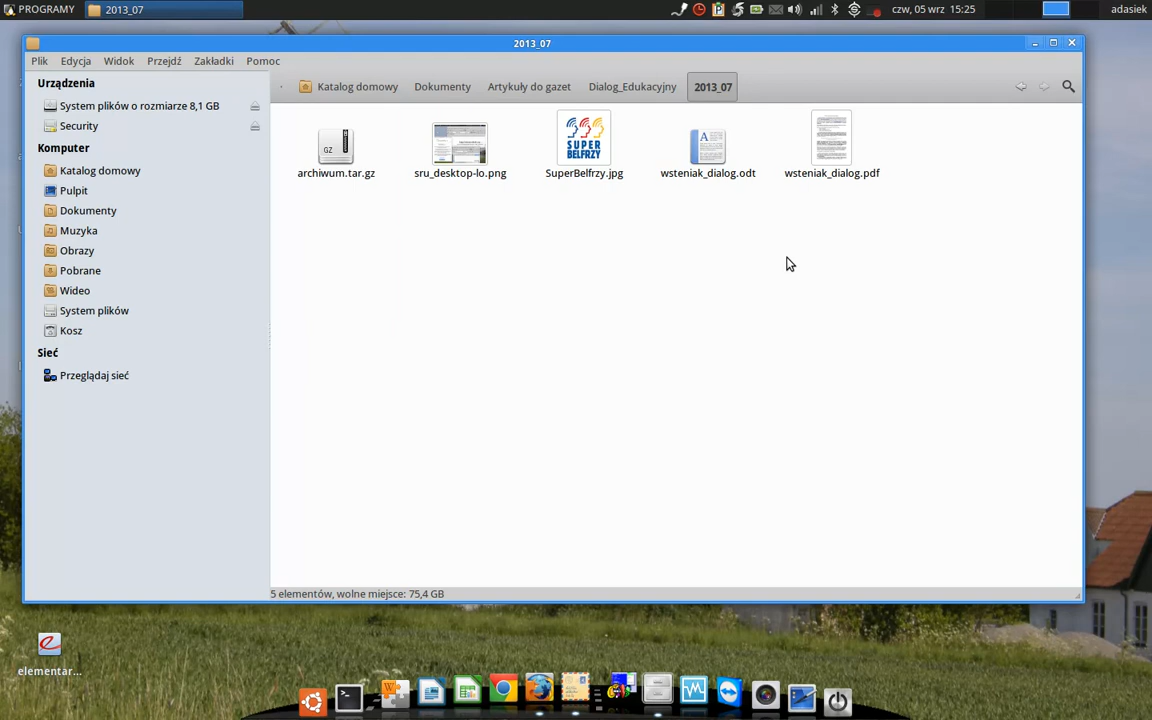 PROGRAMY
2013_07
czw, 05 wrz 15:25
adasiek
2013_07
Plik Edycja Widok Przejdź Zakładki Pomoc
Urządzenia
System plików o rozmiarze 8,1 GB
Security
Komputer
Katalog domowy
Pulpit
Dokumenty
Muzyka
Obrazy
Pobrane
Wideo
System plików
Kosz
Sieć
Przeglądaj sieć
Katalog domowy Dokumenty Artykuły do gazet Dialog_Edukacyjny 2013_07
GZ
SUPER
BELFRZY
archiwum.tar.gz sru_desktop-lo.png SuperBelfrzy.jpg wsteniak_dialog.odt wsteniak_dialog.pdf
5 elementów, wolne miejsce: 75,4 GB
elementar...